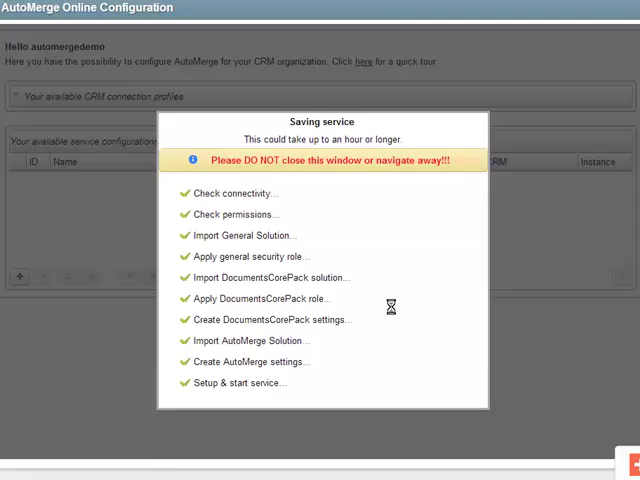 AutoMerge Online Configuration
Hello automergedemo
Here you have the possibility to configure AutoMerge for your CRM organization. Click here for a quick tour
Your available CRM connection profiles
Saving service
This could take up to an hour or longer.
Your available service configuration
Please DO NOT close this window or navigate away!!!
ID Name CRM Instance
Check connectivity...
Check permissions...
Import General Solution...
Apply general security role...
Import DocumentsCorePack solution...
Apply DocumentsCorePack role...
Create DocumentsCorePack settings...
Import AutoMerge Solution...
Create AutoMerge settings...
Setup & start service...